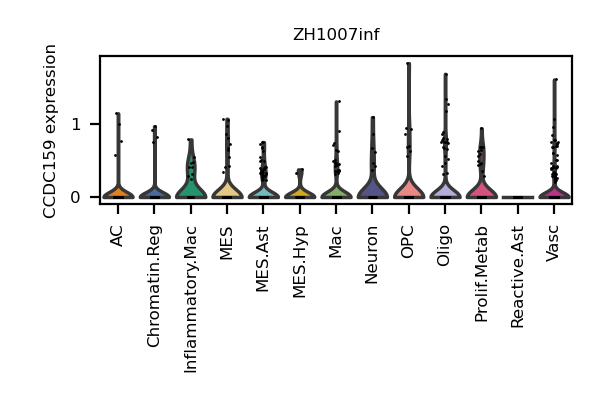 ZH1007inf
CCDC159 expression
1
0
AC
Chromatin.Reg
Inflammatory.Mac
MES
MES.Ast
MES.Hyp
Mac
Neuron
OPC
Oligo
Prolif.Metab
Reactive.Ast
Vasc